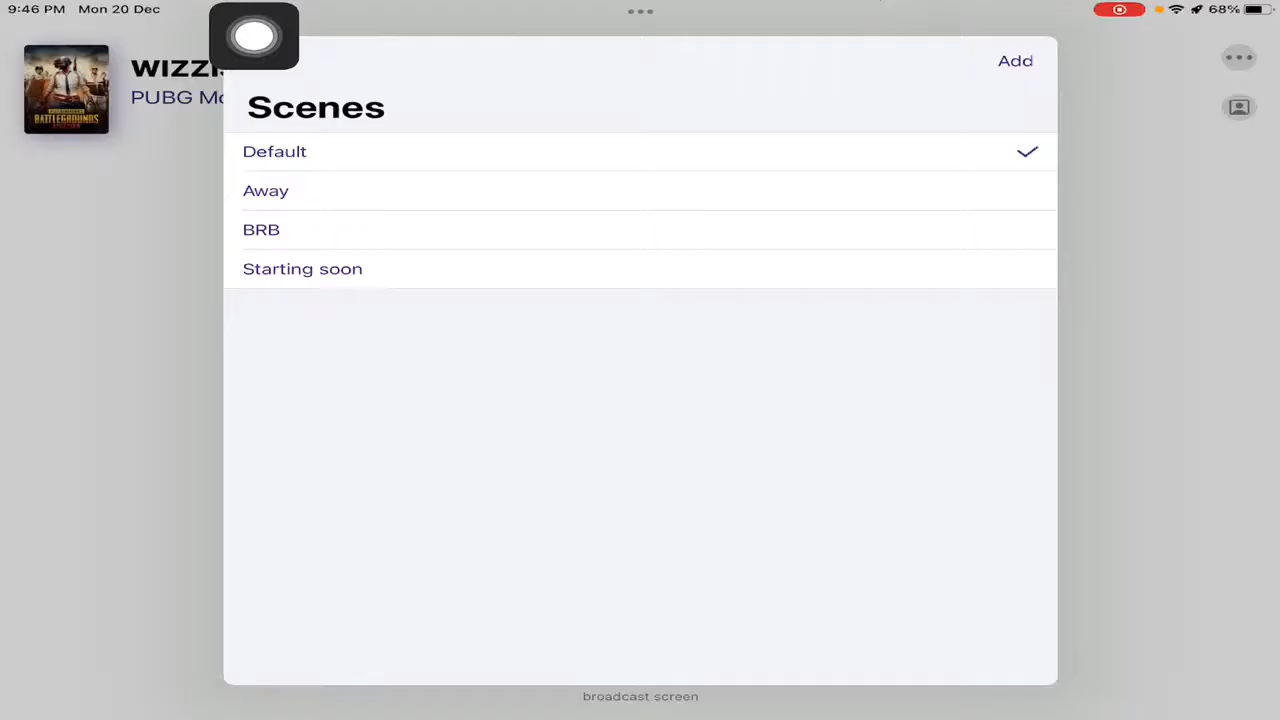 9:46 PM Mon 20 Dec
68%
WIZZI
PUBG Mo
BATTLEGROUNDS
Add
Scenes
Default
Away
BRB
Starting soon
broadcast screen